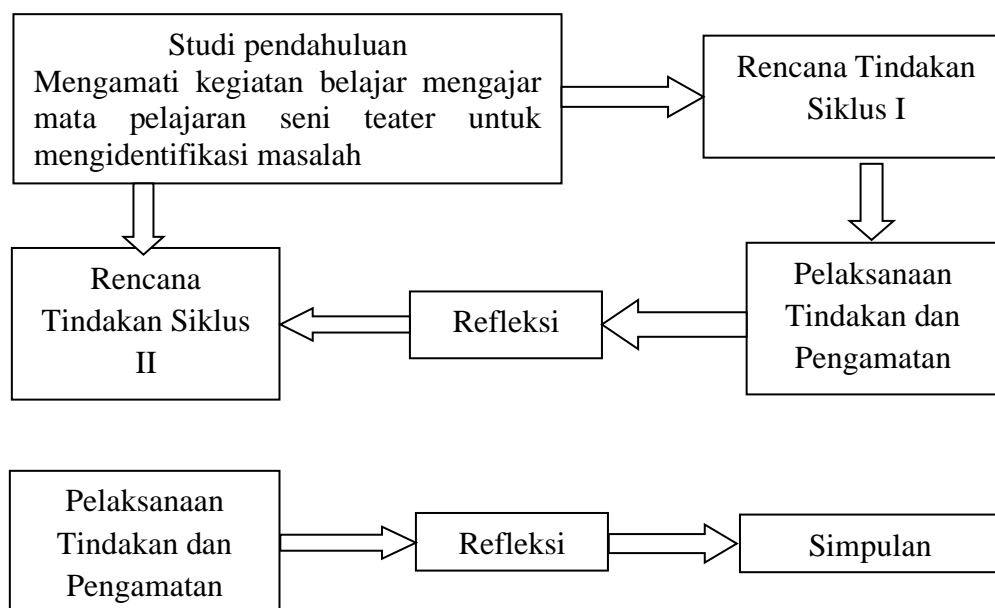 Studi pendahuluan
Mengamati kegiatan belajar mengajar
mata pelajaran seni teater untuk
mengidentifikasi masalah
Rencana Tindakan
Siklus I
Pelaksanaan
Tindakan dan
Pengamatan
Refleksi
Rencana
Tindakan Siklus
II
Pelaksanaan
Tindakan dan
Pengamatan
Refleksi
Simpulan